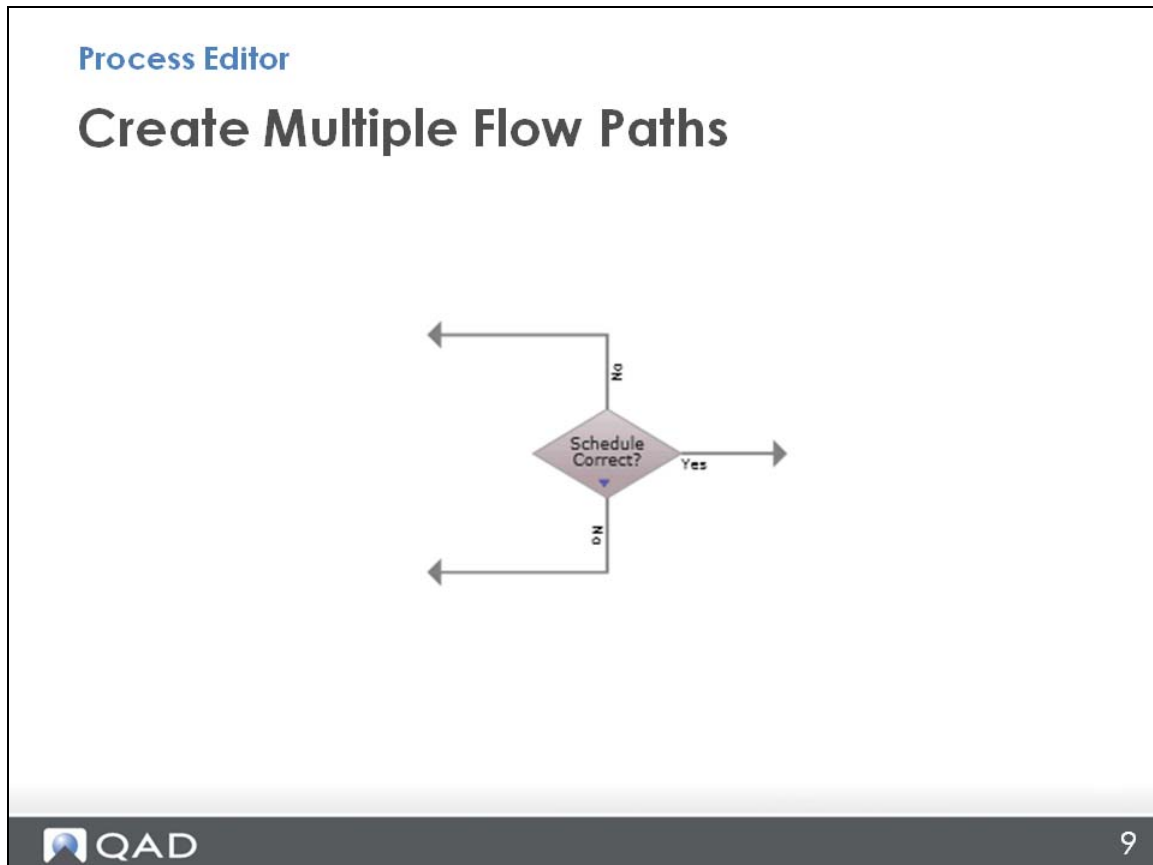 Process Editor
Create Multiple Flow Paths
No
Schedule
Correct?
Yes
No
QAD
9